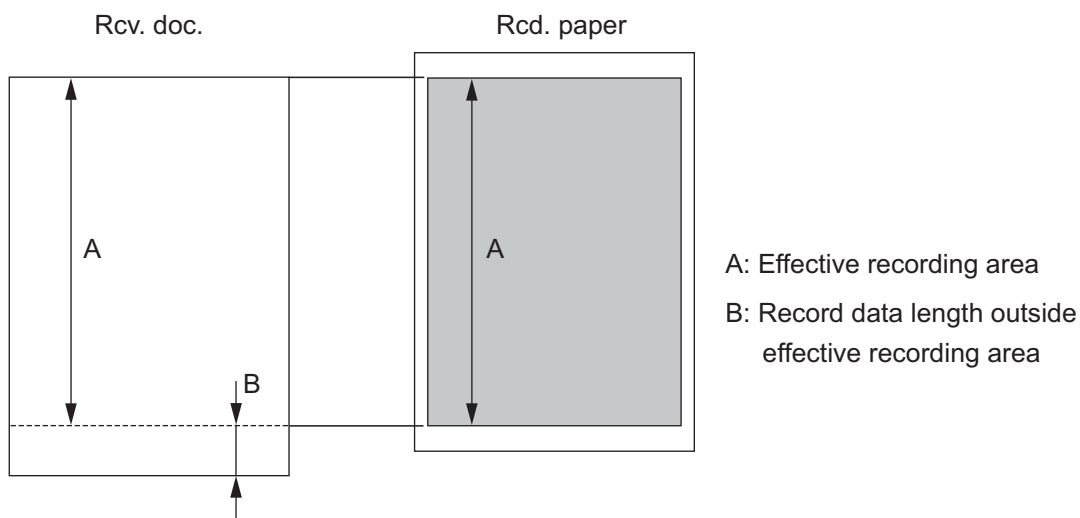 Rcv. doc.
Rcd. paper
A
A
B
A: Effective recording area
B: Record data length outside
effective recording area